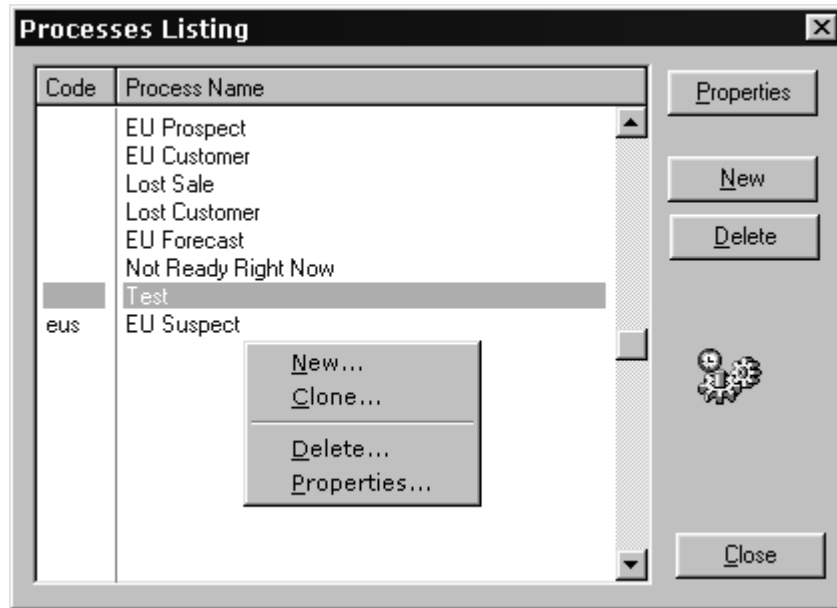 Processes Listing
Code Process Name
Properties
EU Prospect
EU Customer
Lost Sale
New
Lost Customer
EU Forecast
Delete
Not Ready Right Now
Test
eus EU Suspect
New...
Clone...
Delete...
Properties...
Close